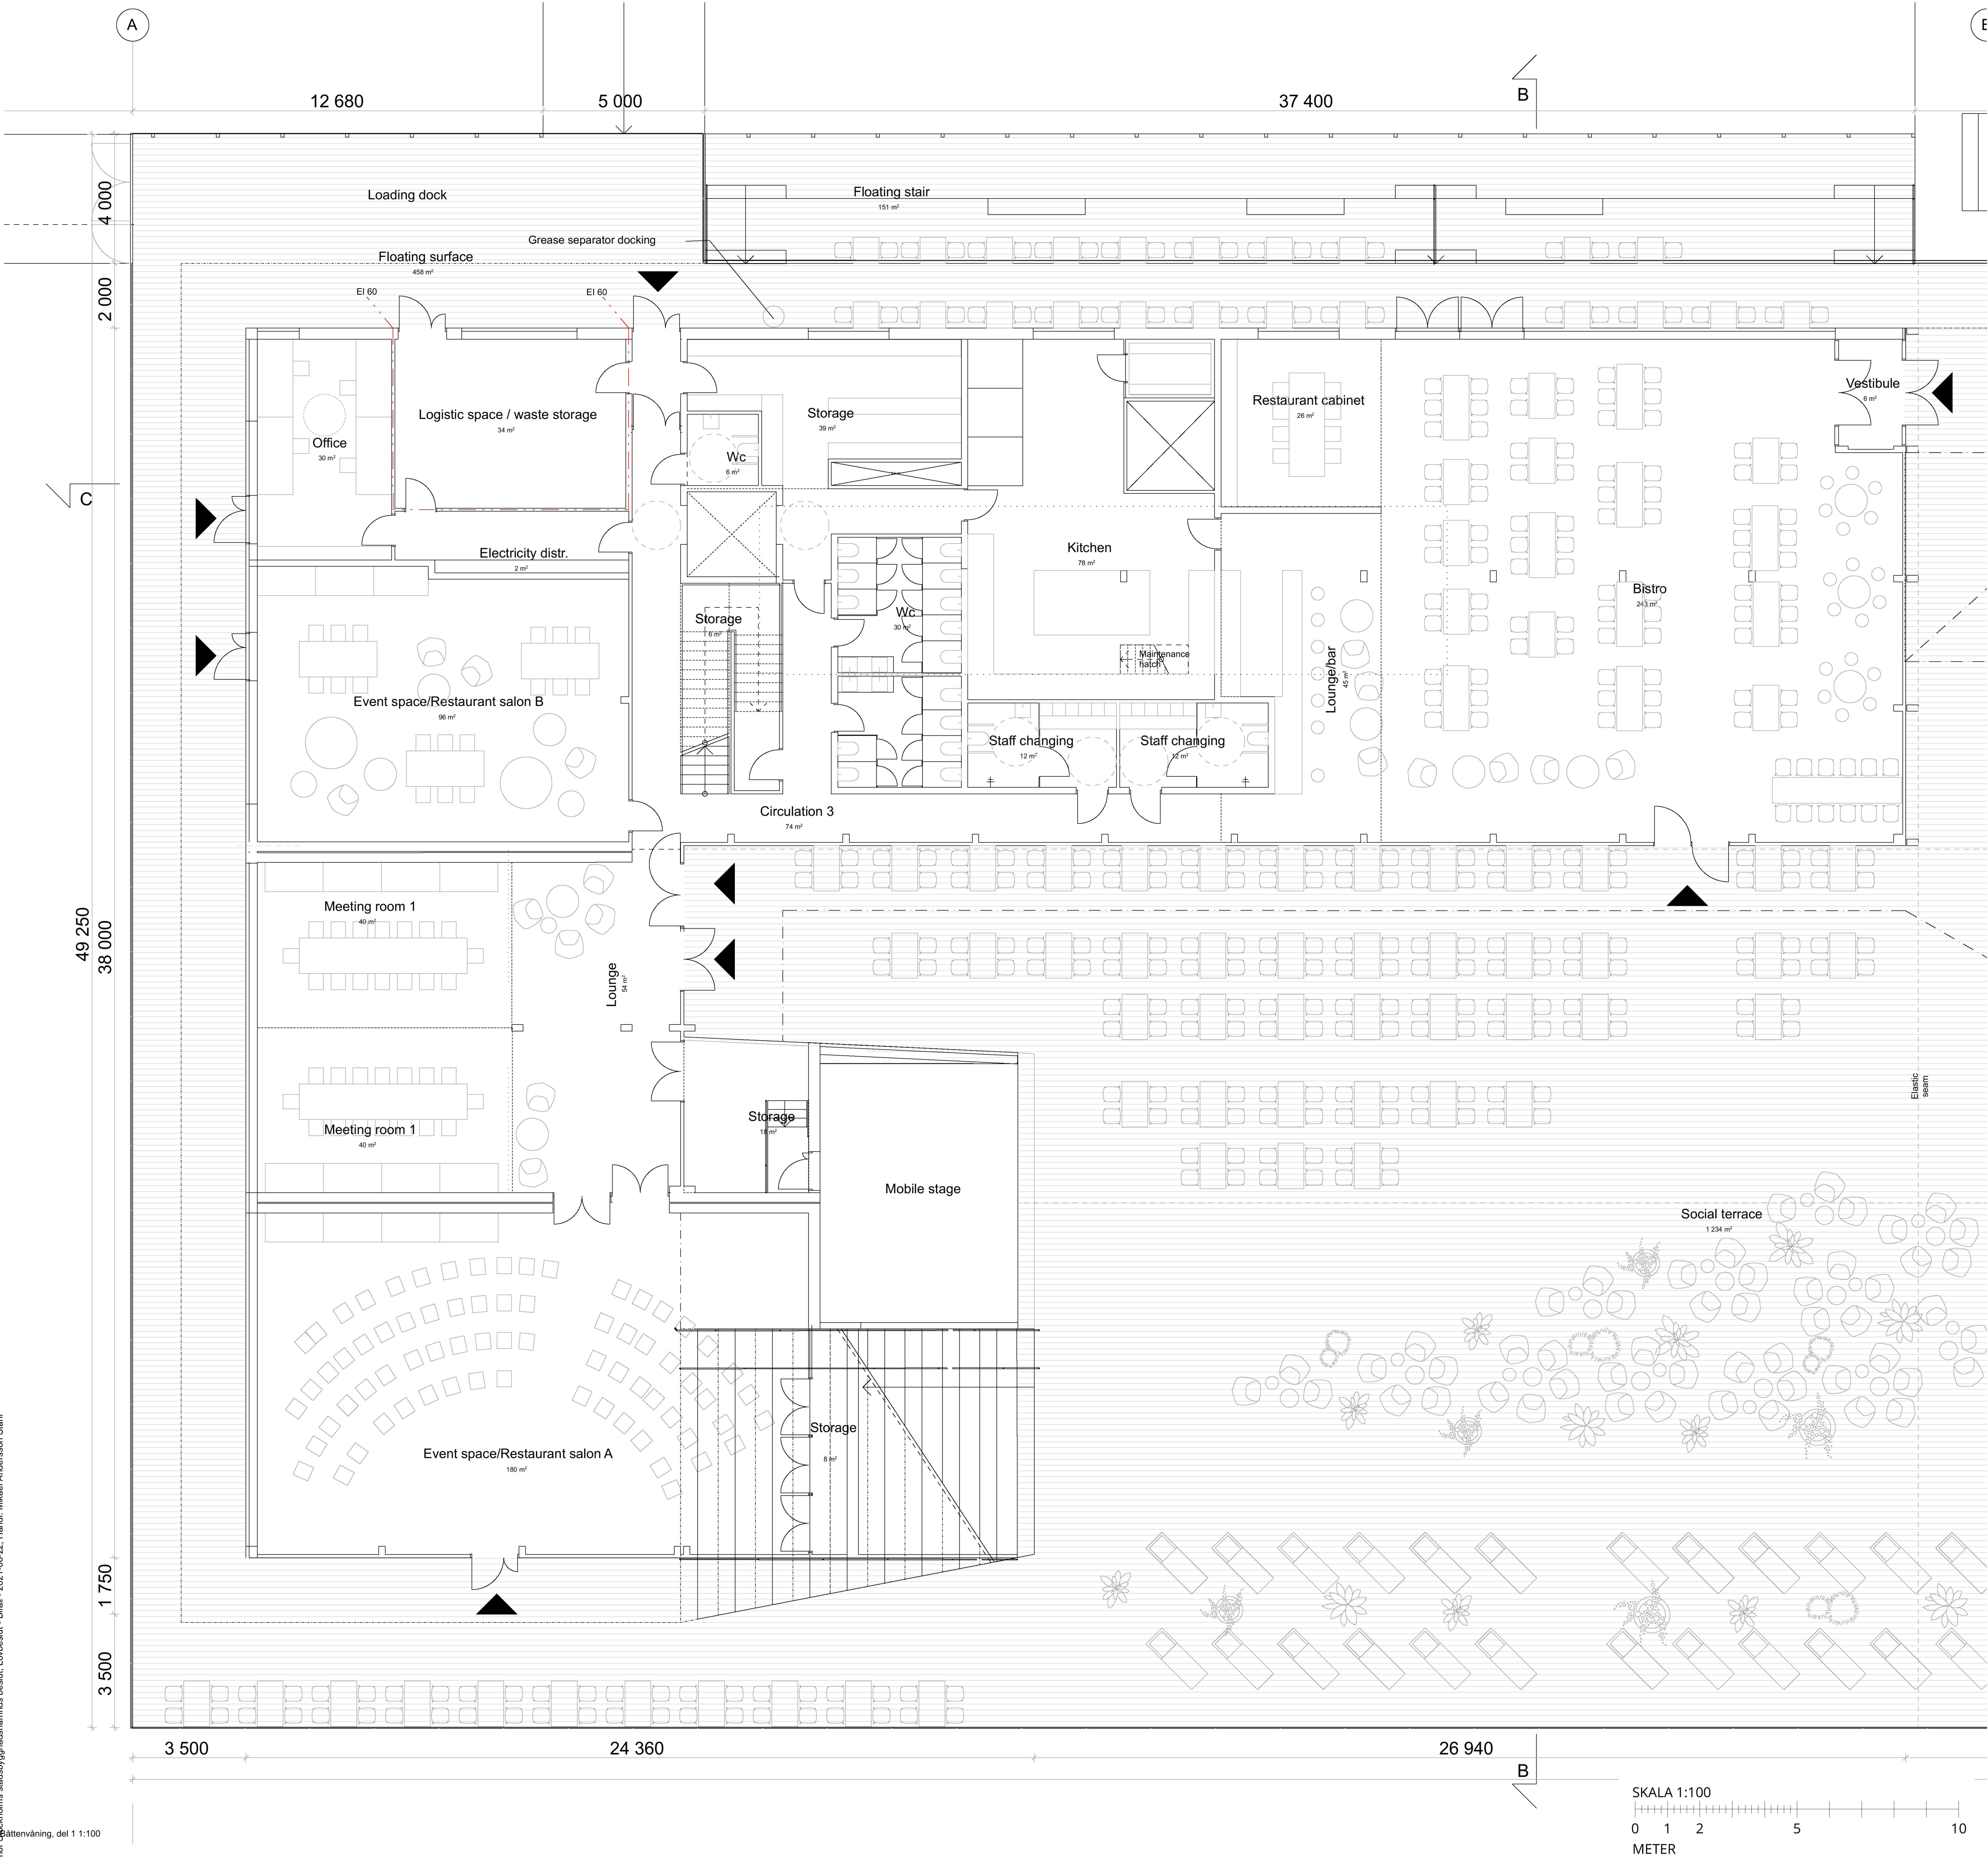 A
E
B
12 680
5 000
37 400
4 000
Loading dock
Floating stair
151 m²
Grease separator docking
Floating surface
458 m²
2 000
EI 60
EI 60
Vestibule
6 m²
Restaurant cabinet
26 m²
Logistic space / waste storage
34 m²
Storage
39 m²
Office
30 m²
Wc
6 m²
C
Electricity distr.
2 m²
Kitchen
78 m²
Bistro
243 m²
Storage
6 m²
Wc
30 m²
Maintenance
hatch
Lounge/bar
45 m²
Event space/Restaurant salon B
96 m²
Staff changing
12 m²
Staff changing
12 m²
Circulation 3
74 m²
Meeting room 1
40 m²
49 250
38 000
Lounge
54 m²
Elastic
seam
Storage
18 m²
Meeting room 1
40 m²
Mobile stage
Social terrace
1 234 m²
Storage
8 m²
Event space/Restaurant salon A
180 m²
1 750
3 500
3 500
24 360
26 940
B
SKALA 1:100
0 1 2 5 10
METER
Båttenvåning, del 1 1:100